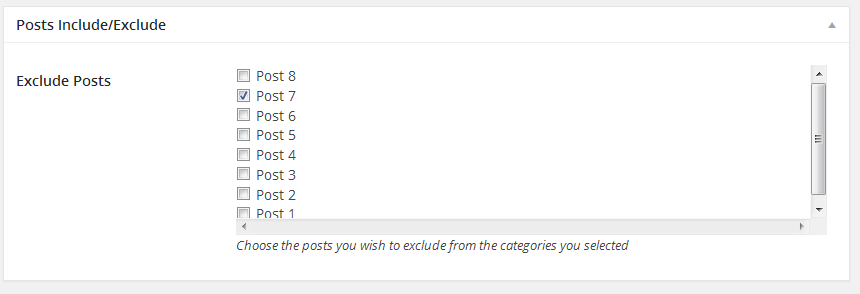 Posts Include/Exclude
Exclude Posts
Post 8
Post 7
Post 6
Post 5
Post 4
Post 3
Post 2
Post 1
Choose the posts you wish to exclude from the categories you selected